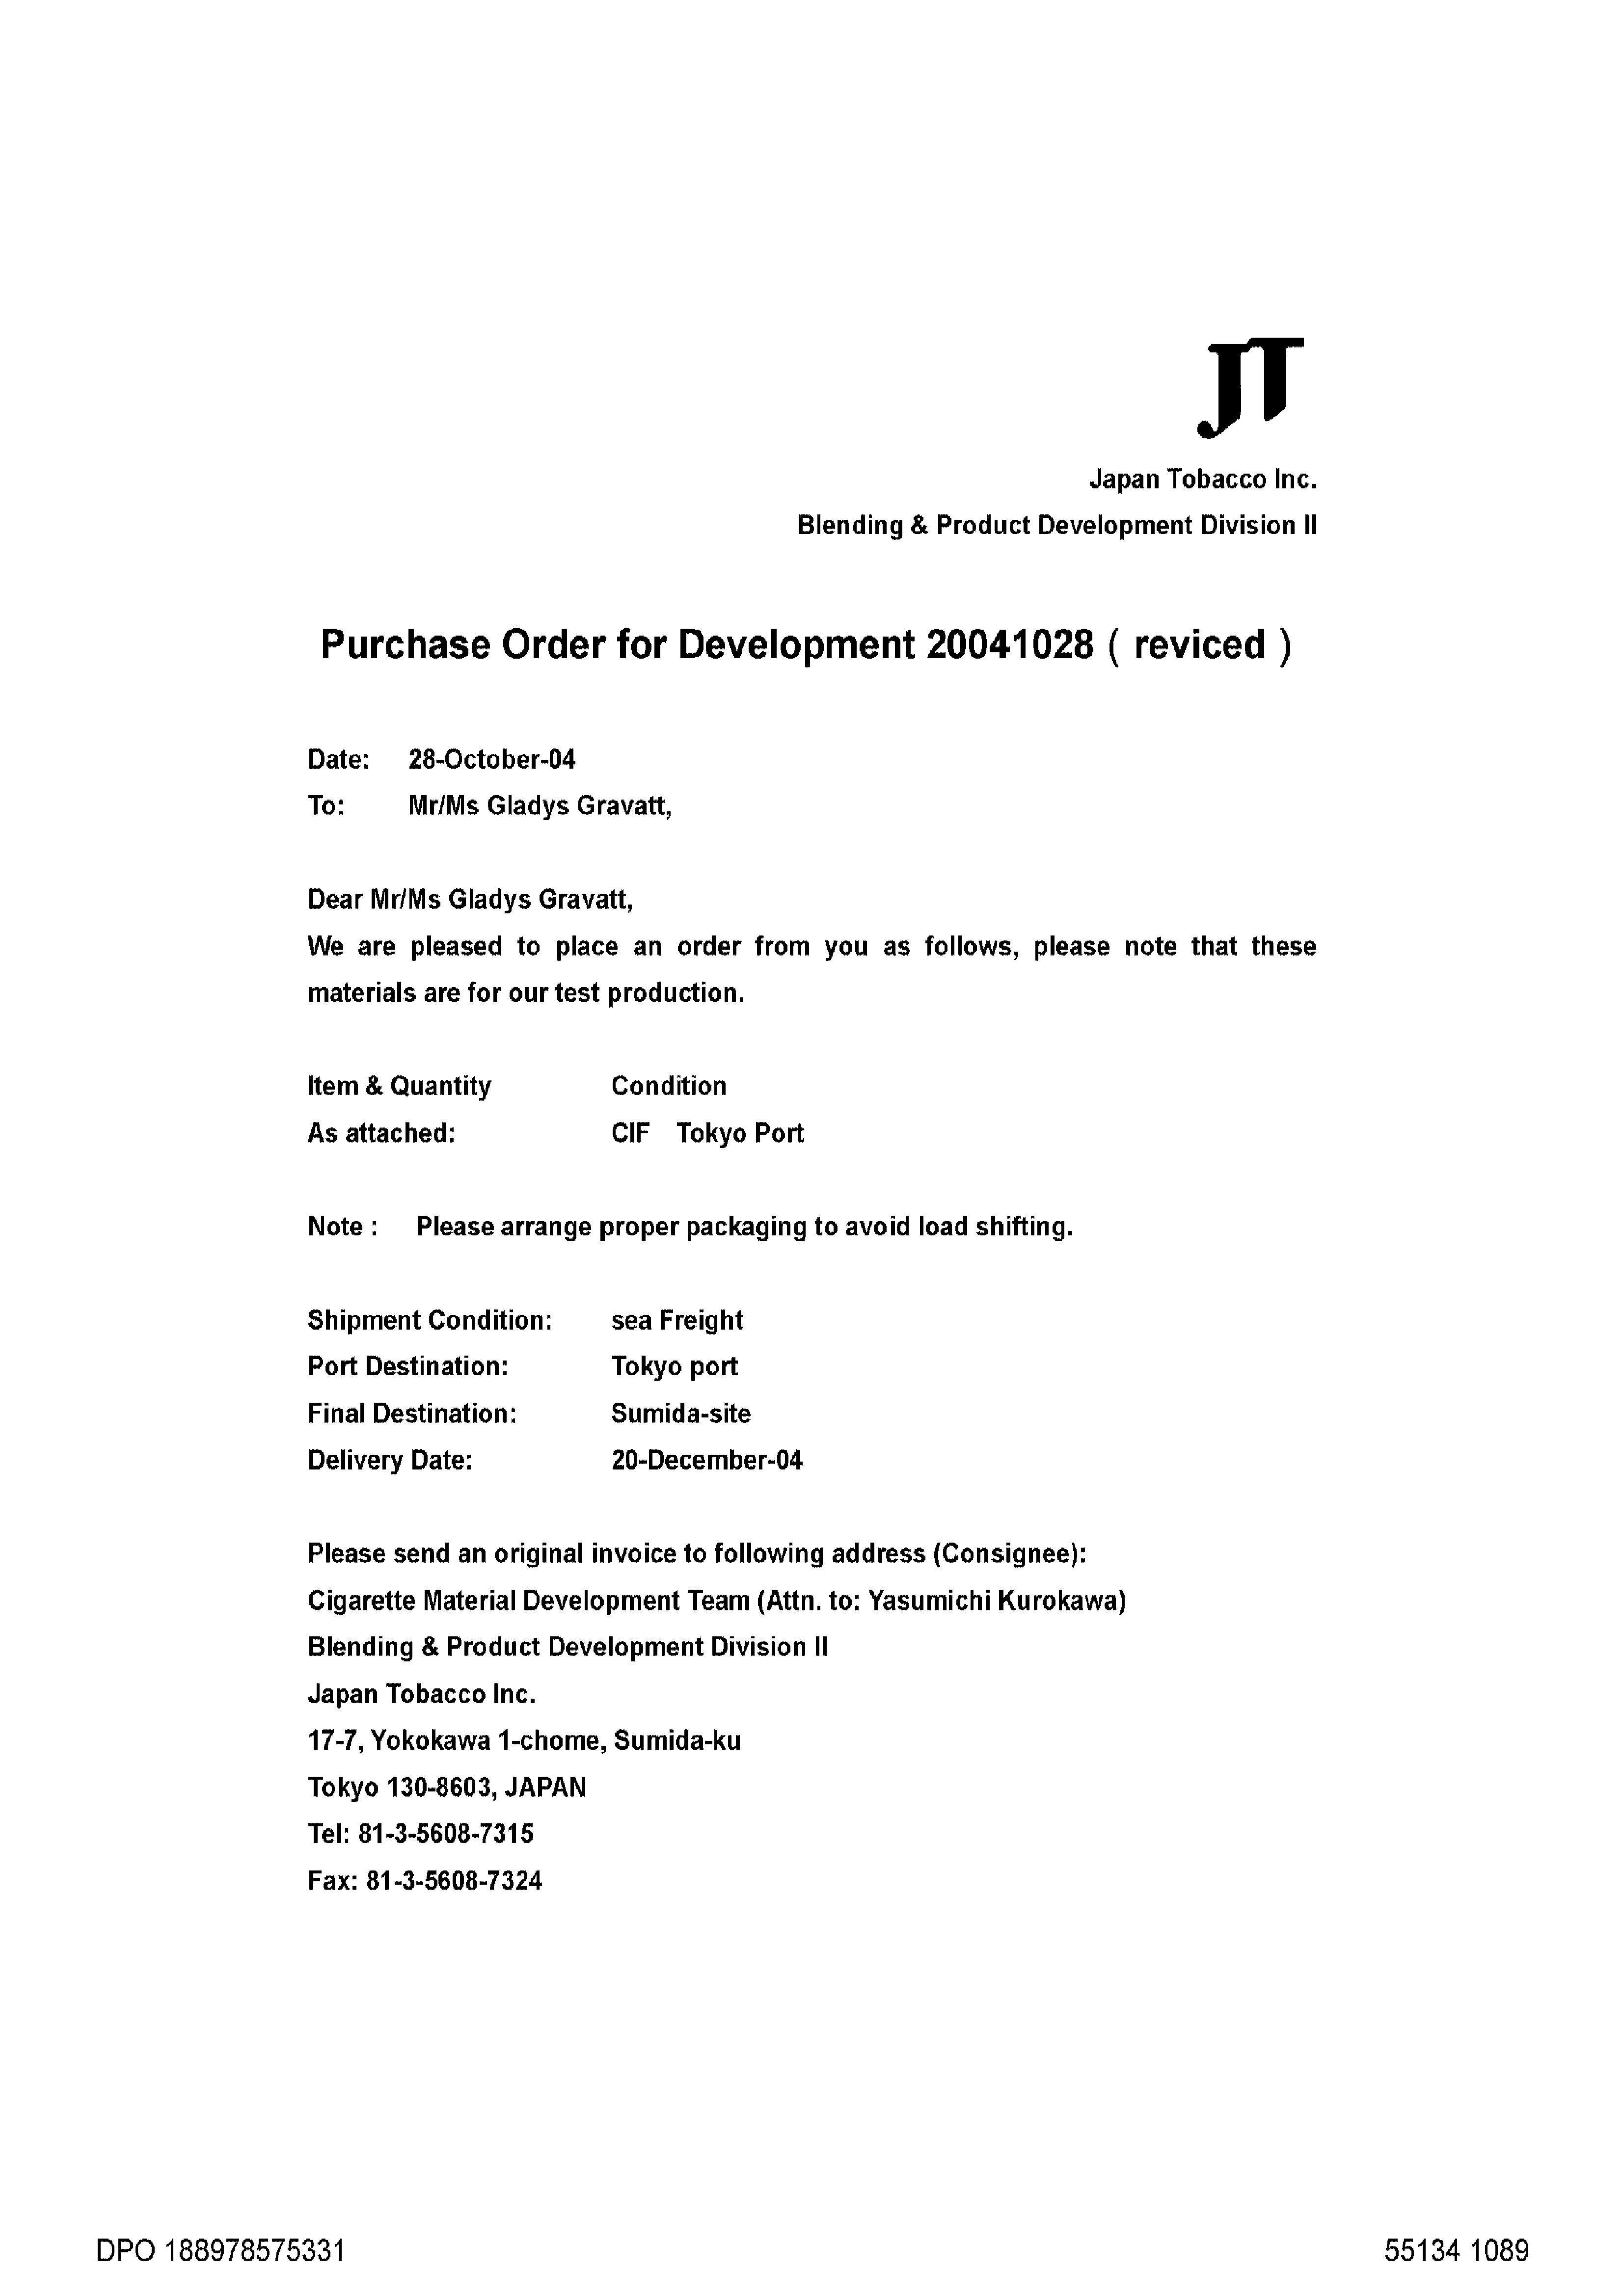 JT
Japan Tobacco Inc.
Blending & Product Development Division II
Purchase Order for Development 20041028 ( reviced )
Date: 28-October-04
To: Mr/Ms Gladys Gravatt,
Dear Mr/Ms Gladys Gravatt,
We are pleased to place an order from you as follows, please note that these
materials are for our test production.
Item & Quantity Condition
As attached: CIF Tokyo Port
Note : Please arrange proper packaging to avoid load shifting.
Shipment Condition: sea Freight
Port Destination: Tokyo port
Final Destination: Sumida-site
Delivery Date: 20-December-04
Please send an original invoice to following address (Consignee):
Cigarette Material Development Team (Attn. to: Yasumichi Kurokawa)
Blending & Product Development Division II
Japan Tobacco Inc.
17-7, Yokokawa 1-chome, Sumida-ku
Tokyo 130-8603, JAPAN
Tel: 81-3-5608-7315
Fax: 81-3-5608-7324
DPO 188978575331 55134 1089